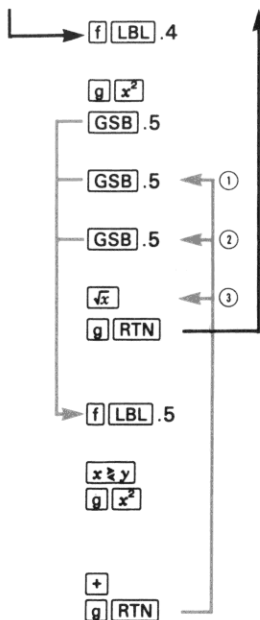 f LBL .4
g x²
GSB .5
GSB .5 ①
GSB .5 ②
√x ③
g RTN
f LBL .5
x≷y
g x²
+
g RTN